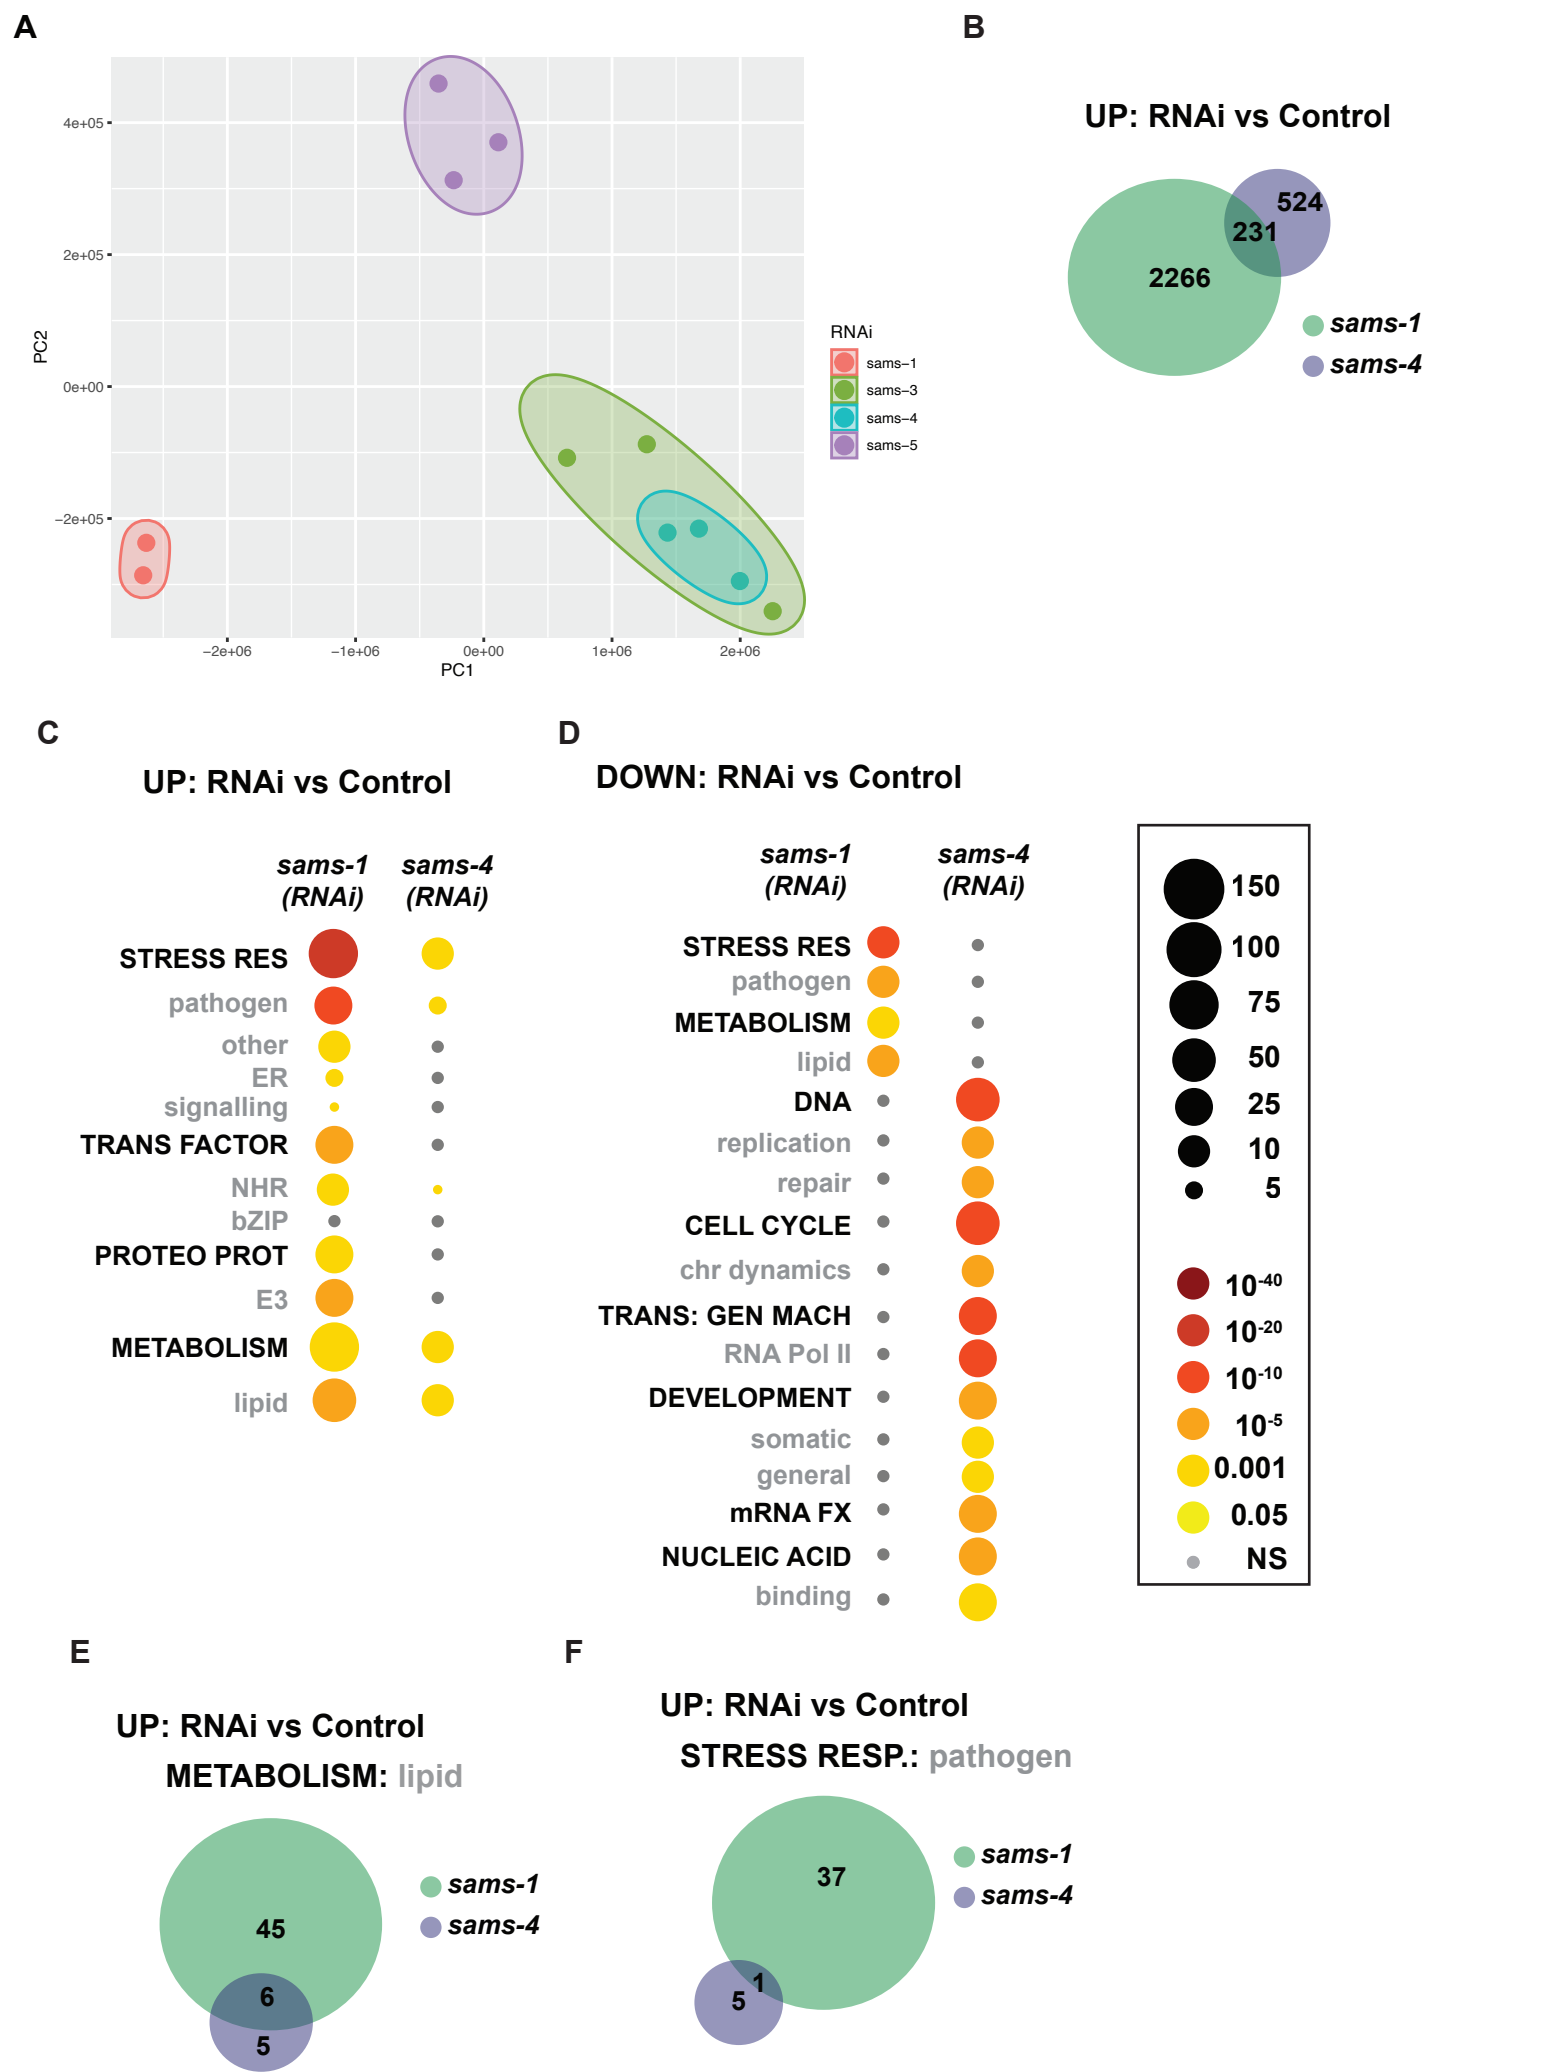 A
4e+05
2e+05
0e+00
−2e+05
PC2
−2e+06
−1e+06
0e+00
1e+06
2e+06
PC1
RNAi
sams−1
sams−3
sams−4
sams−5
B
UP: RNAi vs Control
524
231
2266
sams-1
sams-4
C
UP: RNAi vs Control
sams-1 sams-4
(RNAi) (RNAi)
STRESS RES
pathogen
other
ER
signalling
TRANS FACTOR
NHR
bZIP
PROTEO PROT
E3
METABOLISM
lipid
D
DOWN: RNAi vs Control
sams-1 sams-4
(RNAi) (RNAi)
STRESS RES
pathogen
METABOLISM
lipid
DNA
replication
repair
CELL CYCLE
chr dynamics
TRANS: GEN MACH
RNA Pol II
DEVELOPMENT
somatic
general
mRNA FX
NUCLEIC ACID
binding
150
100
75
50
25
10
5
10-40
10-20
10-10
10-5
0.001
0.05
NS
E
UP: RNAi vs Control
METABOLISM: lipid
45
6
5
sams-1
sams-4
F
UP: RNAi vs Control
STRESS RESP.: pathogen
37
1
5
sams-1
sams-4